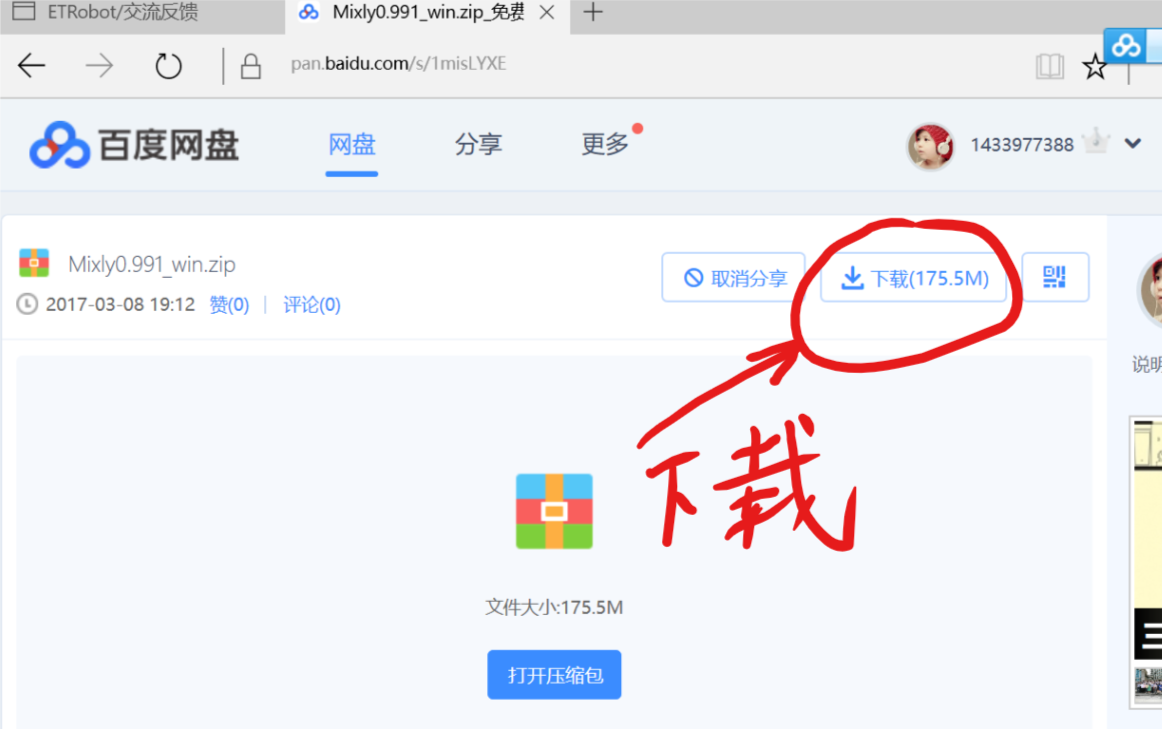 ETRobot/交流反馈
Mixly0.991_win.zip_免费
pan.baidu.com/s/1misLYXE
百度网盘
网盘 分享 更多
1433977388
Mixly0.991_win.zip
取消分享 下载(175.5M)
2017-03-08 19:12 赞(0) | 评论(0)
说明
下载
文件大小:175.5M
打开压缩包